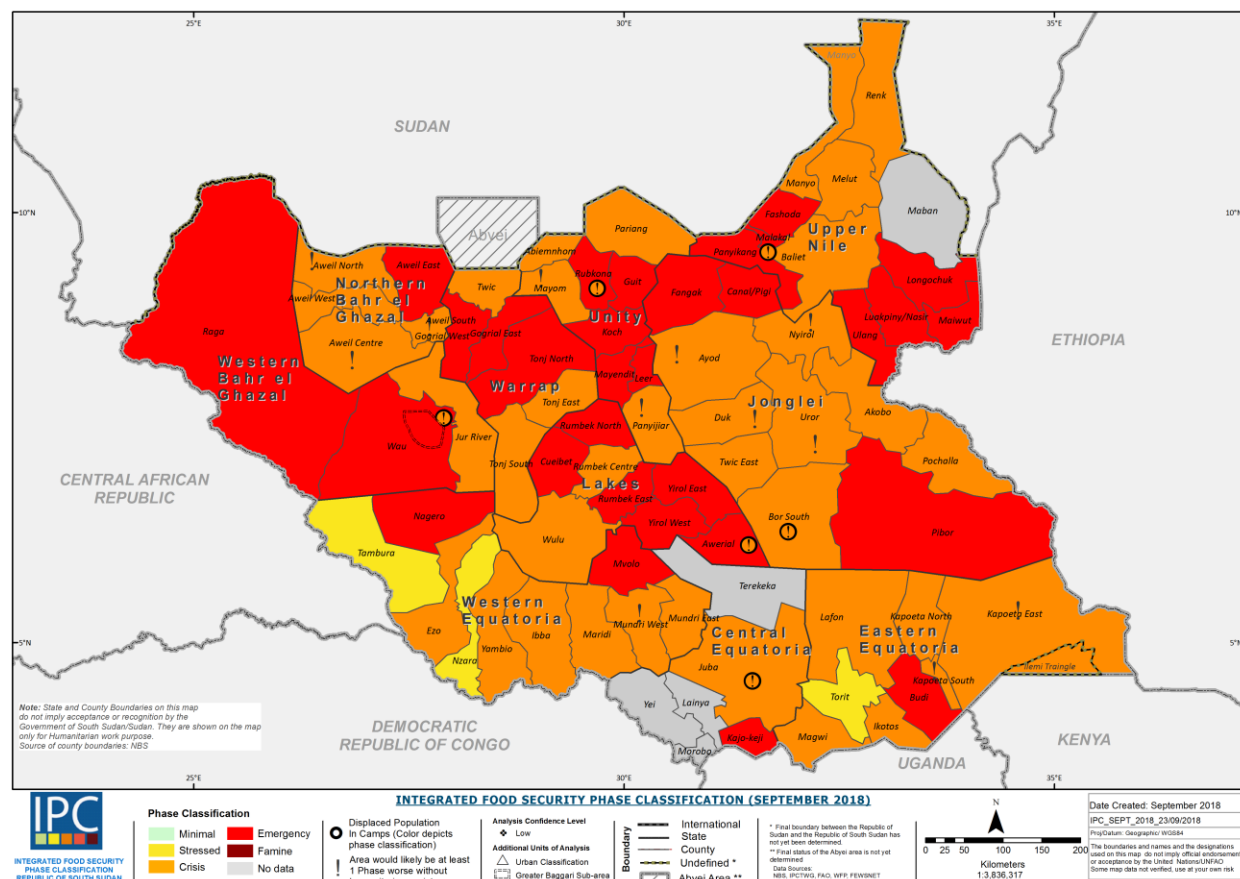 25°E
30°E
35°E
10°N
10°N
5°N
5°N
25°E
30°E
35°E
SUDAN
ETHIOPIA
KENYA
UGANDA
DEMOCRATIC
REPUBLIC OF CONGO
CENTRAL AFRICAN
REPUBLIC
Abyei
Manyo
Renk
Melut
Manyo
Maban
Fashoda
Upper
Nile
Malakal
Panyikang
Baliet
Longochuk
Luakpiny/Nasir
Maiwut
Ulang
Pariang
Abiemnhom
Mayom
Rubkona
Guit
Unity
Koch
Mayendit
Leer
Panyijiar
Fangak
Canal/Pigi
Nyirol
Ayod
Jonglei
Duk
Uror
Akobo
Twic East
Pochalla
Bor South
Pibor
Aweil North
Aweil East
Northern
Bahr el
Ghazal
Aweil West
Aweil South
Aweil Centre
Gogrial West
Gogrial East
Twic
Tonj North
Warrap
Tonj East
Tonj South
Raga
Western
Bahr el
Ghazal
Wau
Jur River
Rumbek North
Cueibet
Rumbek Centre
Lakes
Rumbek East
Yirol East
Yirol West
Awerial
Wulu
Nagero
Tambura
Mvolo
Terekeka
Western
Equatoria
Ezo
Nzara
Yambio
Ibba
Maridi
Mundri West
Mundri East
Central
Equatoria
Juba
Yei
Lainya
Morobo
Kajo-keji
Lafon
Kapoeta North
Kapoeta East
Eastern
Equatoria
Ilemi Traingle
Kapoeta South
Torit
Budi
Ikotos
Magwi
Note: State and County Boundaries on this map
do not imply acceptance or recognition by the
Government of South Sudan/Sudan. They are shown on the map
only for Humanitarian work purpose.
Source of county boundaries: NBS
INTEGRATED FOOD SECURITY PHASE CLASSIFICATION (SEPTEMBER 2018)
IPC
INTEGRATED FOOD SECURITY
PHASE CLASSIFICATION
REPUBLIC OF SOUTH SUDAN
Phase Classification
Minimal
Stressed
Crisis
Emergency
Famine
No data
Displaced Population
In Camps (Color depicts
phase classification)
! Area would likely be at least
1 Phase worse without
Analysis Confidence Level
Low
Additional Units of Analysis
Urban Classification
Greater Baggari Sub-area
Boundary
International
State
County
Undefined *
Abyei Area **
* Final boundary between the Republic of
Sudan and the Republic of South Sudan has
not yet been determined.
** Final status of the Abyei area is not yet
determined
Data Sources:
NBS, IPCTWG, FAO, WFP, FEWSNET
N
0 25 50 100 150 200
Kilometers
1:3,836,317
Date Created: September 2018
IPC_SEPT_2018_23/09/2018
Proj/Datum: Geographic/ WGS84
The boundaries and names and the designations
used on this map do not imply official endorsement
or acceptance by the United Nations/UNFAO
Some map data not verified, use at your own risk